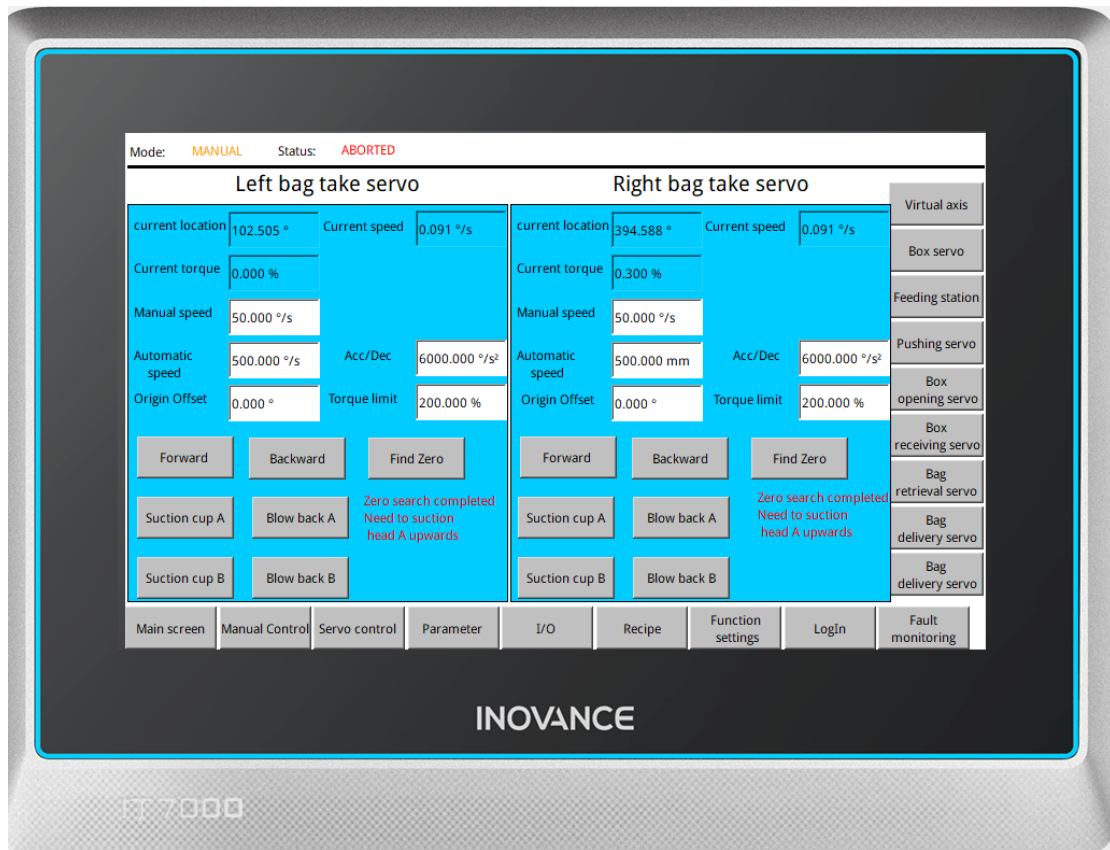 Mode: MANUAL Status: ABORTED
Left bag take servo
Right bag take servo
current location 102.505 ° Current speed 0.091 °/s
Current torque 0.000 %
Manual speed 50.000 °/s
Automatic speed 500.000 °/s Acc/Dec 6000.000 °/s²
Origin Offset 0.000 ° Torque limit 200.000 %
Forward Backward Find Zero
Suction cup A Blow back A
Zero search completed
Need to suction
head A upwards
Suction cup B Blow back B
current location 394.588 ° Current speed 0.091 °/s
Current torque 0.300 %
Manual speed 50.000 °/s
Automatic speed 500.000 mm Acc/Dec 6000.000 °/s²
Origin Offset 0.000 ° Torque limit 200.000 %
Forward Backward Find Zero
Suction cup A Blow back A
Zero search completed
Need to suction
head A upwards
Suction cup B Blow back B
Virtual axis
Box servo
Feeding station
Pushing servo
Box
opening servo
Box
receiving servo
Bag
retrieval servo
Bag
delivery servo
Bag
delivery servo
Main screen Manual Control Servo control Parameter I/O Recipe Function settings LogIn Fault monitoring
INOVANCE
IT 7000